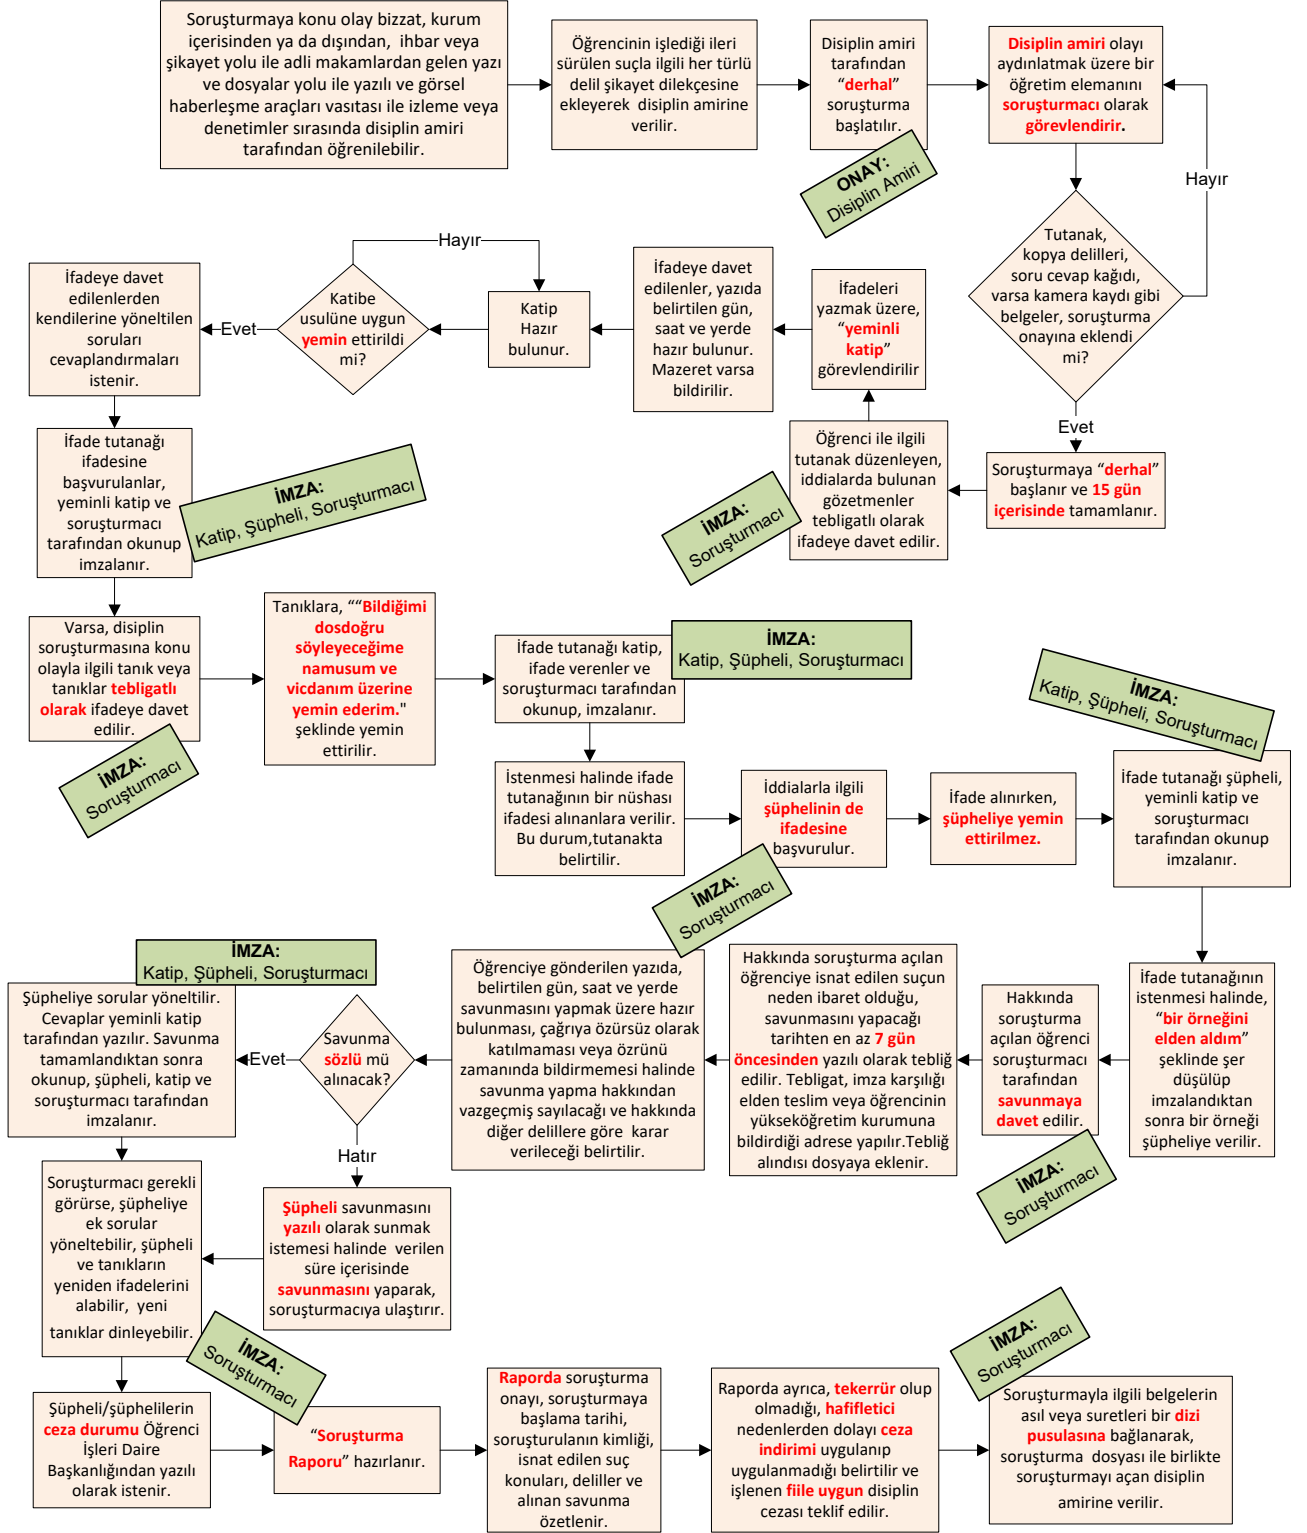 Soruşturmaya konu olay bizzat, kurum
içerisinden ya da dışından,  ihbar veya
şikayet yolu ile adli makamlardan gelen yazı
ve dosyalar yolu ile yazılı ve görsel
haberleşme araçları vasıtası ile izleme veya
denetimler sırasında disiplin amiri
tarafından öğrenilebilir.
Öğrencinin işlediği ileri
sürülen suçla ilgili her türlü
delil şikayet dilekçesine
ekleyerek  disiplin amirine
verilir.
Disiplin amiri
tarafından
“derhal”
soruşturma
başlatılır.
ONAY:
Disiplin Amiri
Disiplin amiri olayı
aydınlatmak üzere bir
öğretim elemanını
soruşturmacı olarak
görevlendirir.
Hayır
Tutanak,
kopya delilleri,
soru cevap kağıdı,
varsa kamera kaydı gibi
belgeler, soruşturma
onayına eklendi
mi?
Evet
Soruşturmaya “derhal”
başlanır ve 15 gün
içerisinde tamamlanır.
Öğrenci ile ilgili
tutanak düzenleyen,
iddialarda bulunan
gözetmenler
tebligatlı olarak
ifadeye davet edilir.
İMZA:
Soruşturmacı
İfadeleri
yazmak üzere,
“yeminli
katip”
görevlendirilir
İfadeye davet
edilenler, yazıda
belirtilen gün,
saat ve yerde
hazır bulunur.
Mazeret varsa
bildirilir.
Katip
Hazır
bulunur.
Hayır
Katibe
usulüne uygun
yemin ettirildi
mi?
Evet
İfadeye davet
edilenlerden
kendilerine yöneltilen
soruları
cevaplandırmaları
istenir.
İfade tutanağı
ifadesine
başvurulanlar,
yeminli katip ve
soruşturmacı
tarafından okunup
imzalanır.
İMZA:
Katip, Şüpheli, Soruşturmacı
Varsa, disiplin
soruşturmasına konu
olayla ilgili tanık veya
tanıklar tebligatlı
olarak ifadeye davet
edilir.
İMZA:
Soruşturmacı
Tanıklara, ““Bildiğimi
dosdoğru
söyleyeceğime
namusum ve
vicdanım üzerine
yemin ederim."
şeklinde yemin
ettirilir.
İfade tutanağı katip,
ifade verenler ve
soruşturmacı tarafından
okunup, imzalanır.
İMZA:
Katip, Şüpheli, Soruşturmacı
İstenmesi halinde ifade
tutanağının bir nüshası
ifadesi alınanlara verilir.
Bu durum,tutanakta
belirtilir.
İddialarla ilgili
şüphelinin de
ifadesine
başvurulur.
İMZA:
Soruşturmacı
İfade alınırken,
şüpheliye yemin
ettirilmez.
İMZA:
Katip, Şüpheli, Soruşturmacı
İfade tutanağı şüpheli,
yeminli katip ve
soruşturmacı
tarafından okunup
imzalanır.
İfade tutanağının
istenmesi halinde,
“bir örneğini
elden aldım”
şeklinde şer
düşülüp
imzalandıktan
sonra bir örneği
şüpheliye verilir.
Hakkında
soruşturma
açılan öğrenci
soruşturmacı
tarafından
savunmaya
davet edilir.
İMZA:
Soruşturmacı
Hakkında soruşturma açılan
öğrenciye isnat edilen suçun
neden ibaret olduğu,
savunmasını yapacağı
tarihten en az 7 gün
öncesinden yazılı olarak tebliğ
edilir. Tebligat, imza karşılığı
elden teslim veya öğrencinin
yükseköğretim kurumuna
bildirdiği adrese yapılır.Tebliğ
alındısı dosyaya eklenir.
Öğrenciye gönderilen yazıda,
belirtilen gün, saat ve yerde
savunmasını yapmak üzere hazır
bulunması, çağrıya özürsüz olarak
katılmaması veya özrünü
zamanında bildirmemesi halinde
savunma yapma hakkından
vazgeçmiş sayılacağı ve hakkında
diğer delillere göre  karar
verileceği belirtilir.
Savunma
sözlü mü
alınacak?
Evet
İMZA:
Katip, Şüpheli, Soruşturmacı
Şüpheliye sorular yöneltilir.
Cevaplar yeminli katip
tarafından yazılır. Savunma
tamamlandıktan sonra
okunup, şüpheli, katip ve
soruşturmacı tarafından
imzalanır.
Hatır
Şüpheli savunmasını
yazılı olarak sunmak
istemesi halinde  verilen
süre içerisinde
savunmasını yaparak,
soruşturmacıya ulaştırır.
Soruşturmacı gerekli
görürse, şüpheliye
ek sorular
yöneltebilir, şüpheli
ve tanıkların
yeniden ifadelerini
alabilir,  yeni
tanıklar dinleyebilir.
Şüpheli/şüphelilerin
ceza durumu Öğrenci
İşleri Daire
Başkanlığından yazılı
olarak istenir.
İMZA:
Soruşturmacı
“Soruşturma
Raporu” hazırlanır.
Raporda soruşturma
onayı, soruşturmaya
başlama tarihi,
soruşturulanın kimliği,
isnat edilen suç
konuları, deliller ve
alınan savunma
özetlenir.
Raporda ayrıca, tekerrür olup
olmadığı, hafifletici
nedenlerden dolayı ceza
indirimi uygulanıp
uygulanmadığı belirtilir ve
işlenen fiile uygun disiplin
cezası teklif edilir.
İMZA:
Soruşturmacı
Soruşturmayla ilgili belgelerin
asıl veya suretleri bir dizi
pusulasına bağlanarak,
soruşturma  dosyası ile birlikte
soruşturmayı açan disiplin
amirine verilir.